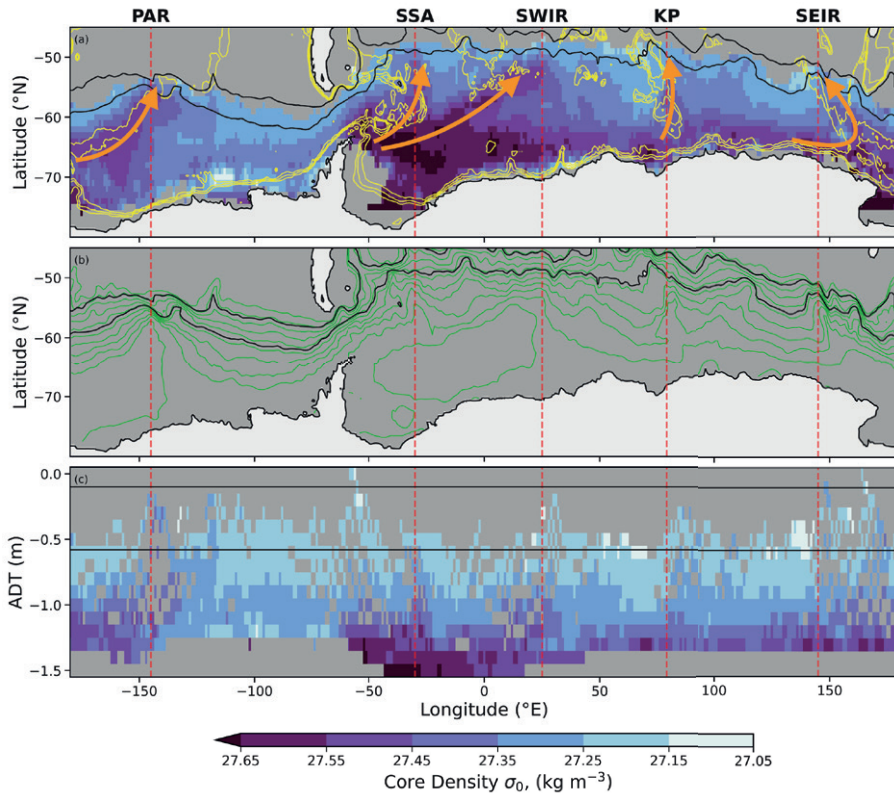 PAR SSA SWIR KP SEIR
(a)
−50
−60
−70
Latitude (°N)
(b)
−50
−60
−70
Latitude (°N)
(c)
0.0
−0.5
−1.0
−1.5
ADT (m)
−150 −100 −50 0 50 100 150
Longitude (°E)
27.65 27.55 27.45 27.35 27.25 27.15 27.05
Core Density σ₀, (kg m⁻³)